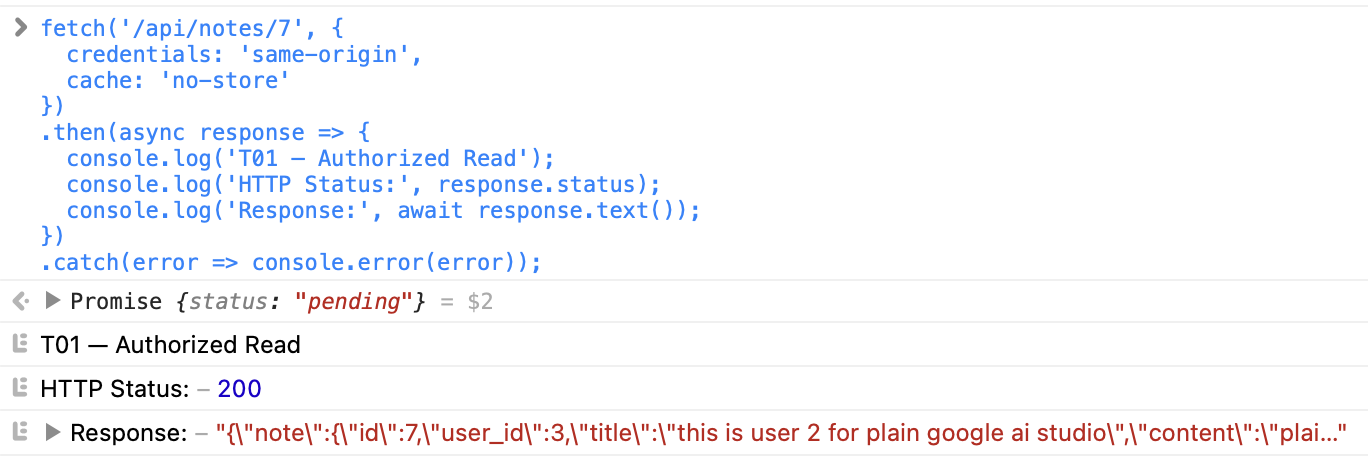 fetch('/api/notes/7', {
  credentials: 'same-origin',
  cache: 'no-store'
})
.then(async response => {
  console.log('T01 — Authorized Read');
  console.log('HTTP Status:', response.status);
  console.log('Response:', await response.text());
})
.catch(error => console.error(error));
Promise {status: "pending"} = $2
T01 — Authorized Read
HTTP Status: – 200
Response: – "{\"note\":{\"id\":7,\"user_id\":3,\"title\":\"this is user 2 for plain google ai studio\",\"content\":\"plai…"